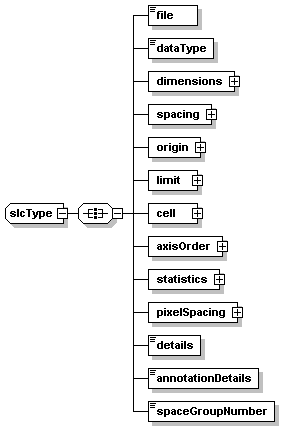 file
dataType
dimensions
spacing
origin
limit
slcType
cell
axisOrder
statistics
pixelSpacing
details
annotationDetails
spaceGroupNumber